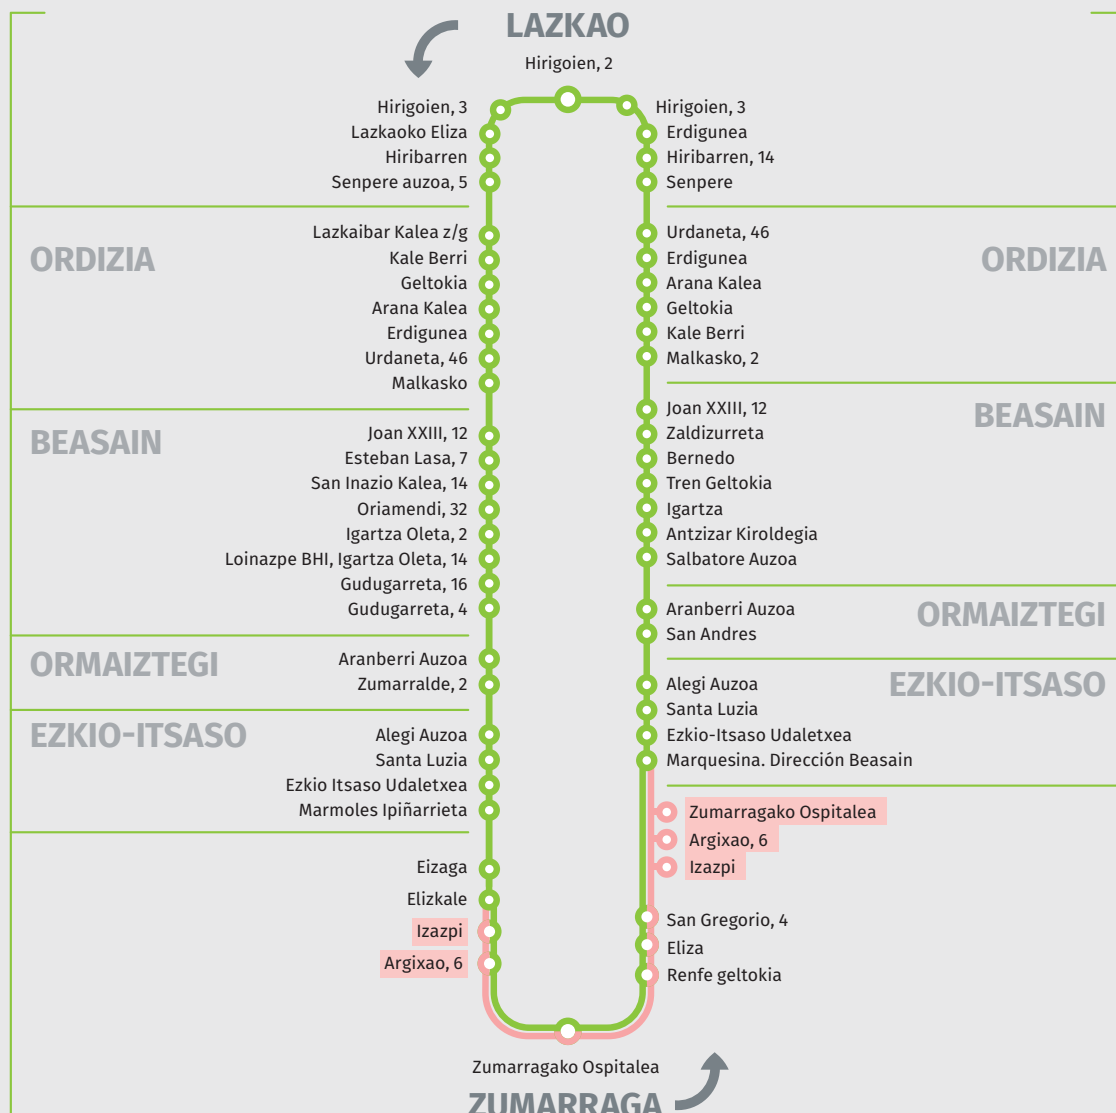 LAZKAO
Hirigoien, 2
Hirigoien, 3
Lazkaoko Eliza
Hiribarren
Senpere auzoa, 5
ORDIZIA
Lazkaibar Kalea z/g
Kale Berri
Geltokia
Arana Kalea
Erdigunea
Urdaneta, 46
Malkasko
BEASAIN
Joan XXIII, 12
Esteban Lasa, 7
San Inazio Kalea, 14
Oriamendi, 32
Igartza Oleta, 2
Loinazpe BHI, Igartza Oleta, 14
Gudugarreta, 16
Gudugarreta, 4
ORMAIZTEGI
Aranberri Auzoa
Zumarralde, 2
EZKIO-ITSASO
Alegi Auzoa
Santa Luzia
Ezkio Itsaso Udaletxea
Marmoles Ipiñarrieta
Eizaga
Elizkale
Izazpi
Argixao, 6
Hirigoien, 3
Erdigunea
Hiribarren, 14
Senpere
ORDIZIA
Urdaneta, 46
Erdigunea
Arana Kalea
Geltokia
Kale Berri
Malkasko, 2
BEASAIN
Joan XXIII, 12
Zaldizurreta
Bernedo
Tren Geltokia
Igartza
Antzizar Kiroldegia
Salbatore Auzoa
ORMAIZTEGI
Aranberri Auzoa
San Andres
EZKIO-ITSASO
Alegi Auzoa
Santa Luzia
Ezkio-Itsaso Udaletxea
Marquesina. Dirección Beasain
Zumarragako Ospitalea
Argixao, 6
Izazpi
San Gregorio, 4
Eliza
Renfe geltokia
Zumarragako Ospitalea
ZUMARRAGA